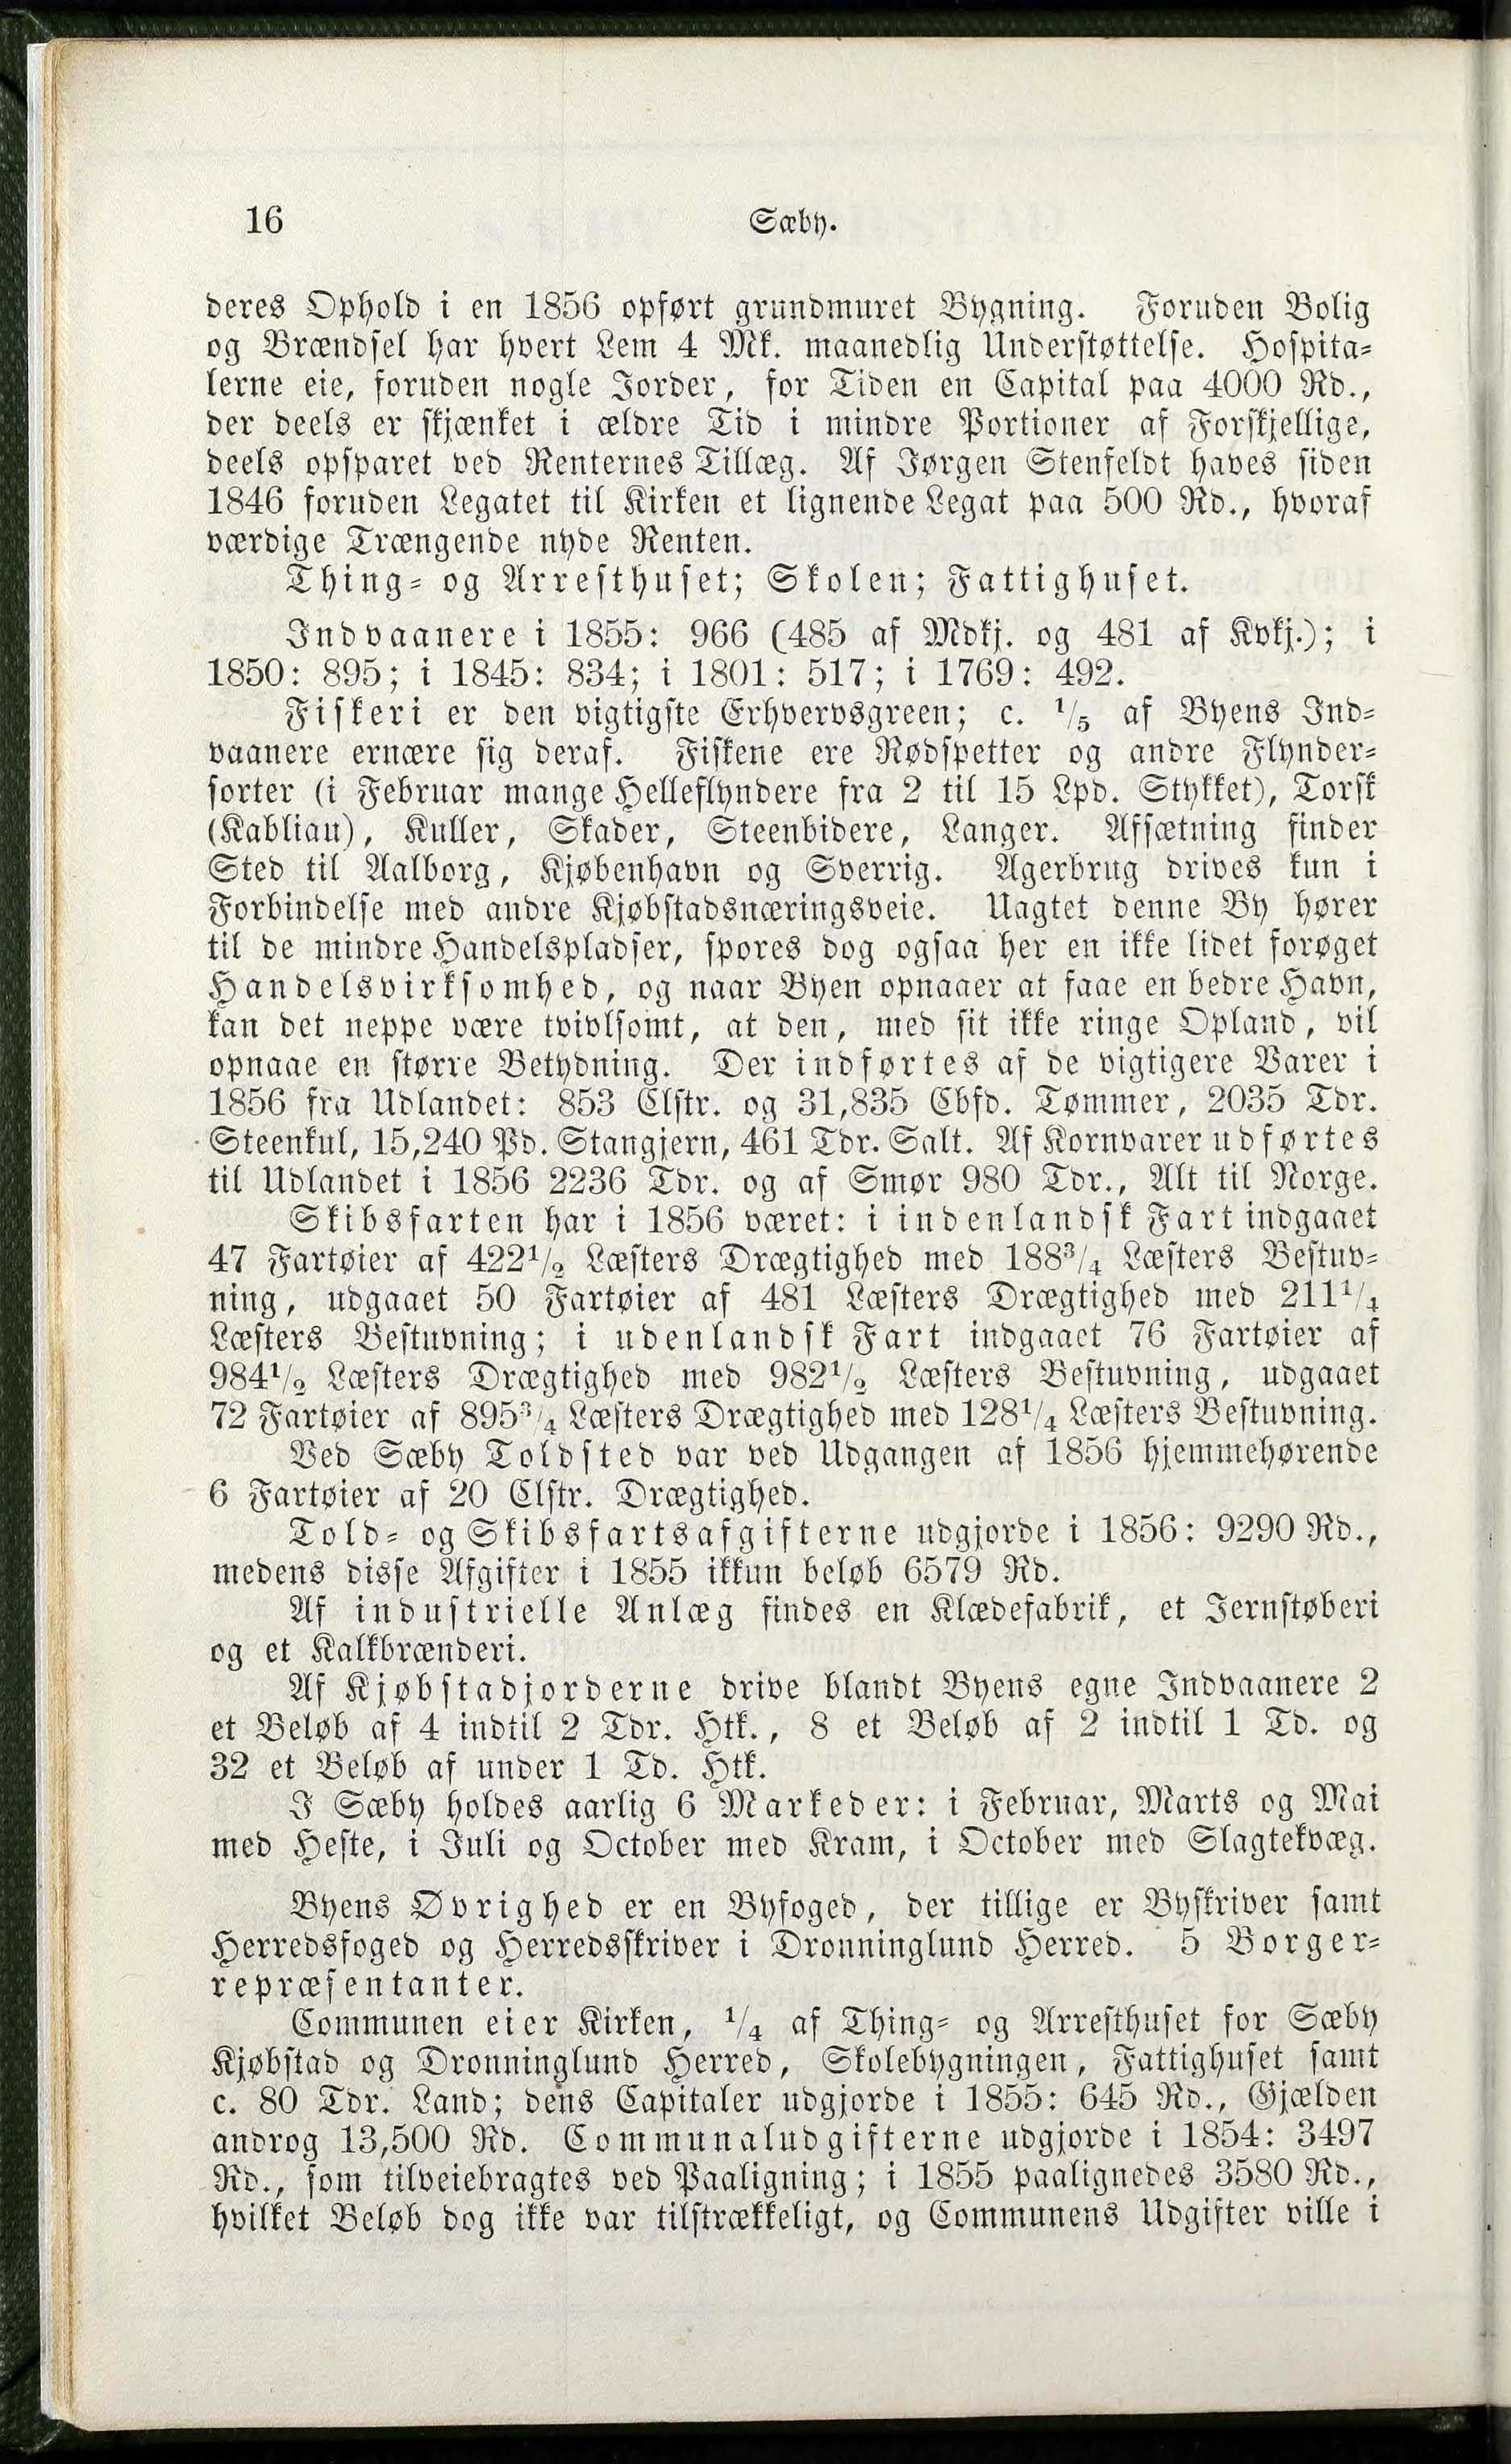 16 Sæby.
deres Ophold i en 1856 opført grundmuret Bygning. Foruden Bolig
og Brændsel har hvert Lem 4 Mk. maanedlig Understøttelse. Hospita-
lerne eie, foruden nogle Jorder, for Tiden en Capital paa 4000 Rd.,
der deels er skjænket i ældre Tid i mindre Portioner af Forskjellige,
deels opsparet ved Renternes Tillæg. Af Jørgen Stenfeldt haves siden
1846 foruden Legatet til Kirken et lignende Legat paa 500 Rd., hvoraf
værdige Trængende nyde Renten.
Thing- og Arresthuset; Skolen; Fattighuset.
Indvaanere i 1855: 966 (485 af Mdkj. og 481 af Kvkj.); i
1850: 895; i 1845: 834; i 1801: 517; i 1769: 492.
Fiskeri er den vigtigste Erhvervsgreen; c. 1/5 af Byens Ind-
vaanere ernære sig deraf. Fiskene ere Rødspetter og andre Flynder-
sorter (i Februar mange Helleflyndere fra 2 til 15 Lpd. Stykket), Torsk
(Kabliau), Kuller, Skader, Steenbidere, Langer. Afsætning finder
Sted til Aalborg, Kjøbenhavn og Sverrig. Agerbrug drives kun i
Forbindelse med andre Kjøbstadsnæringsveie. Uagtet denne By hører
til de mindre Handelspladser, spores dog ogsaa her en ikke lidet forøget
Handelsvirksomhed, og naar Byen opnaaer at faae en bedre Havn,
kan det neppe være tvivlsomt, at den, med sit ikke ringe Opland, vil
opnaae en større Betydning. Der indførtes af de vigtigere Varer i
1856 fra Udlandet: 853 Clstr. og 31,835 Cbfd. Tømmer, 2035 Tdr.
Steenkul, 15,240 Pd. Stangjern, 461 Tdr. Salt. Af Kornvarer udførtes
til Udlandet i 1856 2236 Tdr. og af Smør 980 Tdr., Alt til Norge.
Skibsfarten har i 1856 været: i indenlandsk Fart indgaaet
47 Fartøier af 422 1/2 Læsters Drægtighed med 188 3/4 Læsters Bestuv-
ning, udgaaet 50 Fartøier af 481 Læsters Drægtighed med 211 1/4
Læsters Bestuvning; i udenlandsk Fart indgaaet 76 Fartøier af
984 1/2 Læsters Drægtighed med 982 1/2 Læsters Bestuvning, udgaaet
72 Fartøier af 895 3/4 Læsters Drægtighed med 128 1/4 Læsters Bestuvning.
Ved Sæby Toldsted var ved Udgangen af 1856 hjemmehørende
6 Fartøier af 20 Clstr. Drægtighed.
Told- og Skibsfartsafgifterne udgjorde i 1856: 9290 Rd.,
medens disse Afgifter i 1855 ikkun beløb 6579 Rd.
Af industrielle Anlæg findes en Klædefabrik, et Jernstøberi
og et Kalkbrænderi.
Af Kjøbstadjorderne drive blandt Byens egne Indvaanere 2
et Beløb af 4 indtil 2 Tdr. Htk., 8 et Beløb af 2 indtil 1 Td. og
32 et Beløb af under 1 Td. Htk.
I Sæby holdes aarlig 6 Markeder: i Februar, Marts og Mai
med Heste, i Juli og October med Kram, i October med Slagtekvæg.
Byens Øvrighed er en Byfoged, der tillige er Byskriver samt
Herredsfoged og Herredsskriver i Dronninglund Herred. 5 Borger-
repræsentanter.
Communen eier Kirken, 1/4 af Thing- og Arresthuset for Sæby
Kjøbstad og Dronninglund Herred, Skolebygningen, Fattighuset samt
c. 80 Tdr. Land; dens Capitaler udgjorde i 1855: 645 Rd., Gjælden
androg 13,500 Rd. Communaludgifterne udgjorde i 1854: 3497
Rd., som tilveiebragtes ved Paaligning; i 1855 paalignedes 3580 Rd.,
hvilket Beløb dog ikke var tilstrækkeligt, og Communens Udgifter ville i